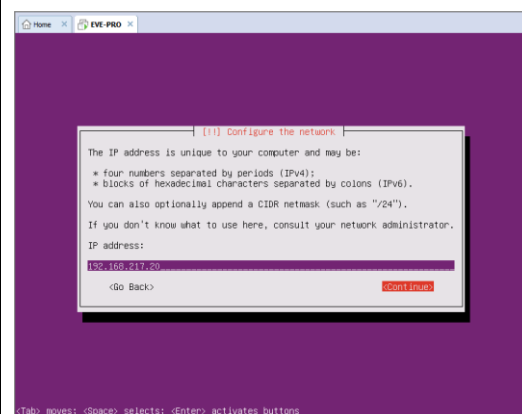 Home × EVE-PRO ×
[!!] Configure the network
The IP address is unique to your computer and may be:
* four numbers separated by periods (IPv4);
* blocks of hexadecimal characters separated by colons (IPv6).
You can also optionally append a CIDR netmask (such as "/24").
If you don't know what to use here, consult your network administrator.
IP address:
192.168.217.20
<Go Back> <Continue>
<Tab> moves; <Space> selects; <Enter> activates buttons